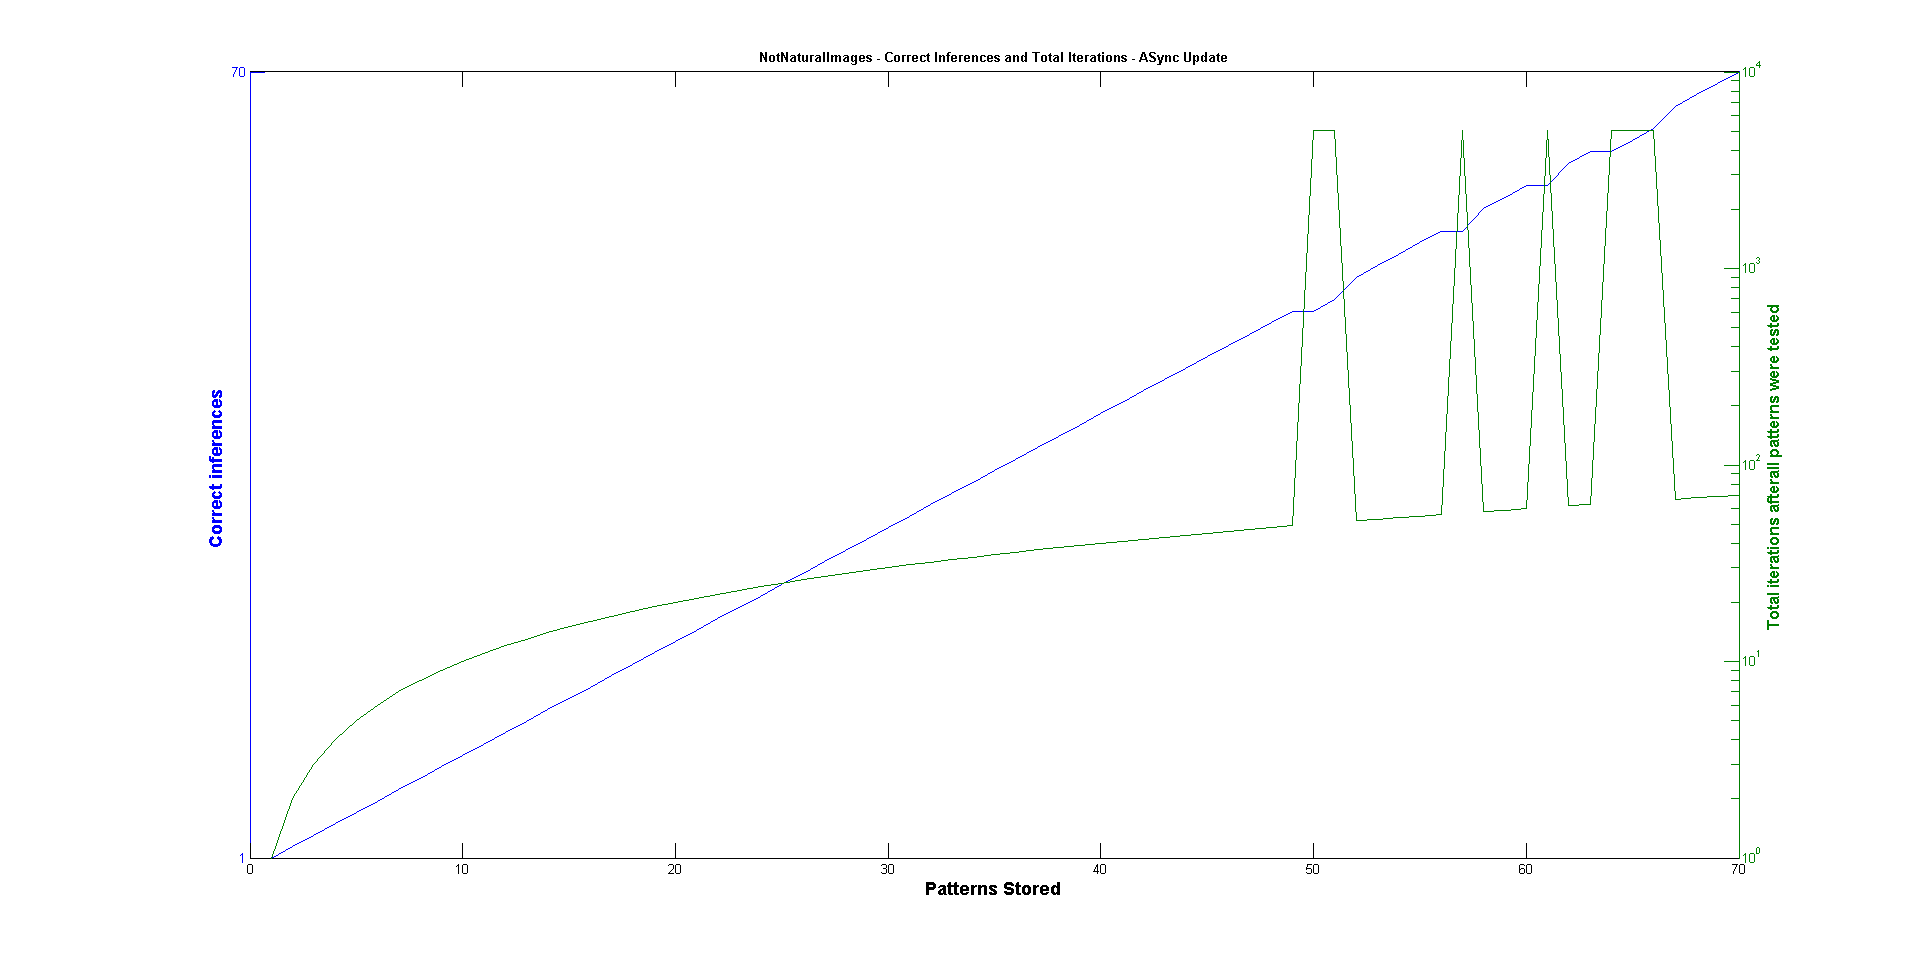 NotNaturalImages - Correct Inferences and Total Iterations - ASync Update
70
1
Correct inferences
0 10 20 30 40 50 60 70
Patterns Stored
10^4
10^3
10^2
10^1
10^0
Total iterations afterall patterns were tested